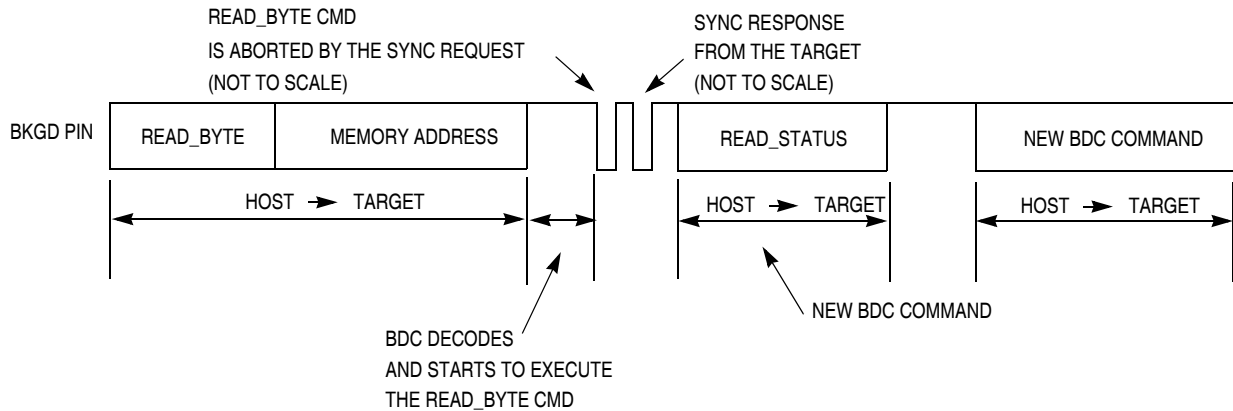 READ_BYTE CMD
IS ABORTED BY THE SYNC REQUEST
(NOT TO SCALE)
SYNC RESPONSE
FROM THE TARGET
(NOT TO SCALE)
BKGD PIN
READ_BYTE
MEMORY ADDRESS
READ_STATUS
NEW BDC COMMAND
HOST
TARGET
HOST
TARGET
HOST
TARGET
NEW BDC COMMAND
BDC DECODES
AND STARTS TO EXECUTE
THE READ_BYTE CMD